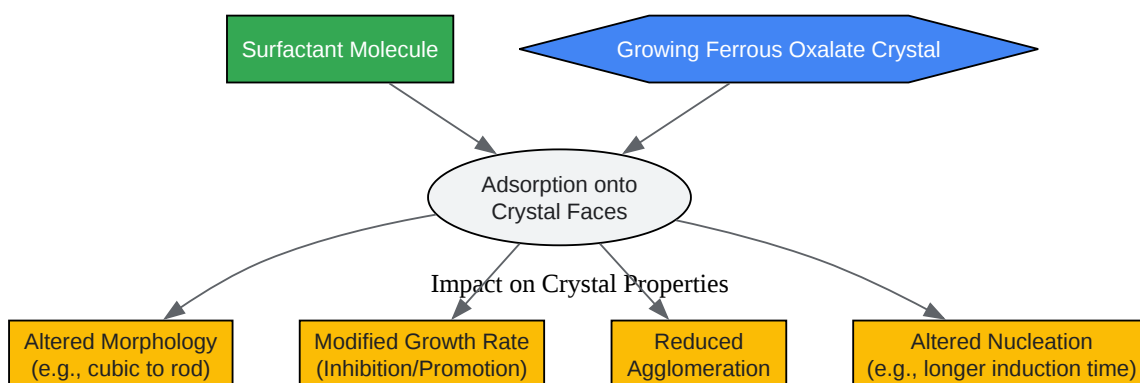 Surfactant Molecule
Growing Ferrous Oxalate Crystal
Adsorption onto
Crystal Faces
Impact on Crystal Properties
Altered Morphology
(e.g., cubic to rod)
Modified Growth Rate
(Inhibition/Promotion)
Reduced
Agglomeration
Altered Nucleation
(e.g., longer induction time)